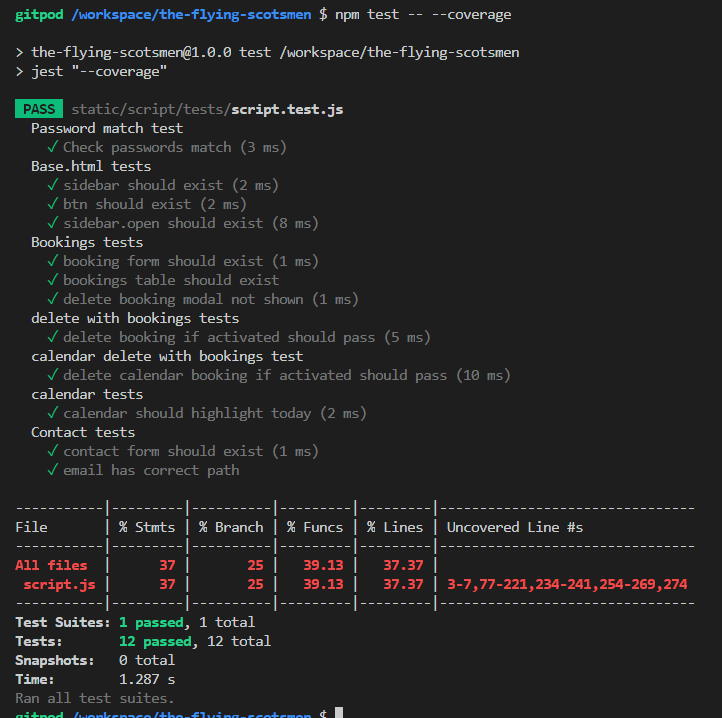 gitpod /workspace/the-flying-scotsmen $ npm test -- --coverage
> the-flying-scotsmen@1.0.0 test /workspace/the-flying-scotsmen
> jest "--coverage"
PASS static/script/tests/script.test.js
Password match test
✓ Check passwords match (3 ms)
Base.html tests
✓ sidebar should exist (2 ms)
✓ btn should exist (2 ms)
✓ sidebar.open should exist (8 ms)
Bookings tests
✓ booking form should exist (1 ms)
✓ bookings table should exist
✓ delete booking modal not shown (1 ms)
delete with bookings tests
✓ delete booking if activated should pass (5 ms)
calendar delete with bookings test
✓ delete calendar booking if activated should pass (10 ms)
calendar tests
✓ calendar should highlight today (2 ms)
Contact tests
✓ contact form should exist (1 ms)
✓ email has correct path
-----------|---------|----------|---------|---------|-------------------------------
File       | % Stmts | % Branch | % Funcs | % Lines | Uncovered Line #s
-----------|---------|----------|---------|---------|-------------------------------
All files  |      37 |       25 |   39.13 |   37.37 |
script.js |      37 |       25 |   39.13 |   37.37 | 3-7,77-221,234-241,254-269,274
-----------|---------|----------|---------|---------|-------------------------------
Test Suites: 1 passed, 1 total
Tests:       12 passed, 12 total
Snapshots:   0 total
Time:        1.287 s
Ran all test suites.
gitpod /workspace/the-flying-scotsmen $